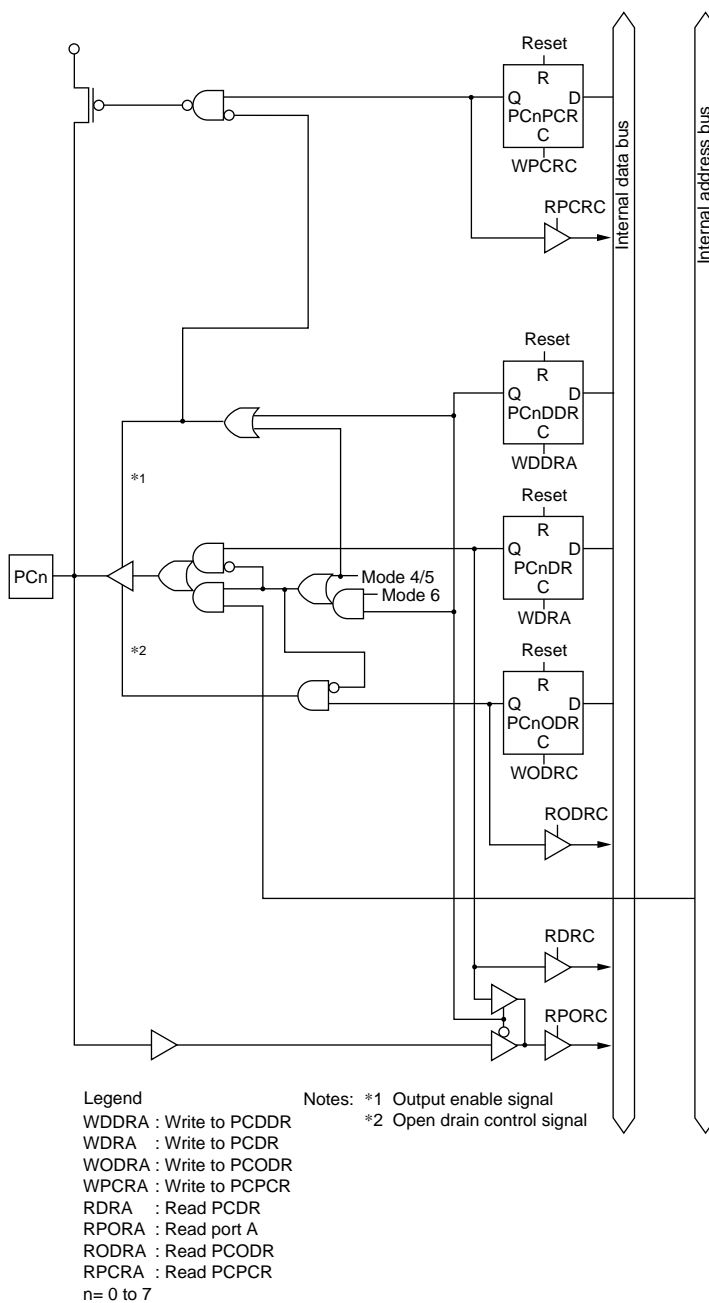 Reset
R
Q D
PCnPCR
C
WPCRC
RPCRC
Internal data bus
Internal address bus
Reset
R
Q D
PCnDDR
C
WDDRA
*1
Reset
R
Q D
PCnDR
C
WDRA
PCn
Mode 4/5
Mode 6
*2
Reset
R
Q D
PCnODR
C
WODRC
RODRC
RDRC
RPORC
Legend
WDDRA : Write to PCDDR
WDRA : Write to PCDR
WODRA : Write to PCODR
WPCRA : Write to PCPCR
RDRA : Read PCDR
RPORA : Read port A
RODRA : Read PCODR
RPCRA : Read PCPCR
n= 0 to 7
Notes: *1 Output enable signal
*2 Open drain control signal